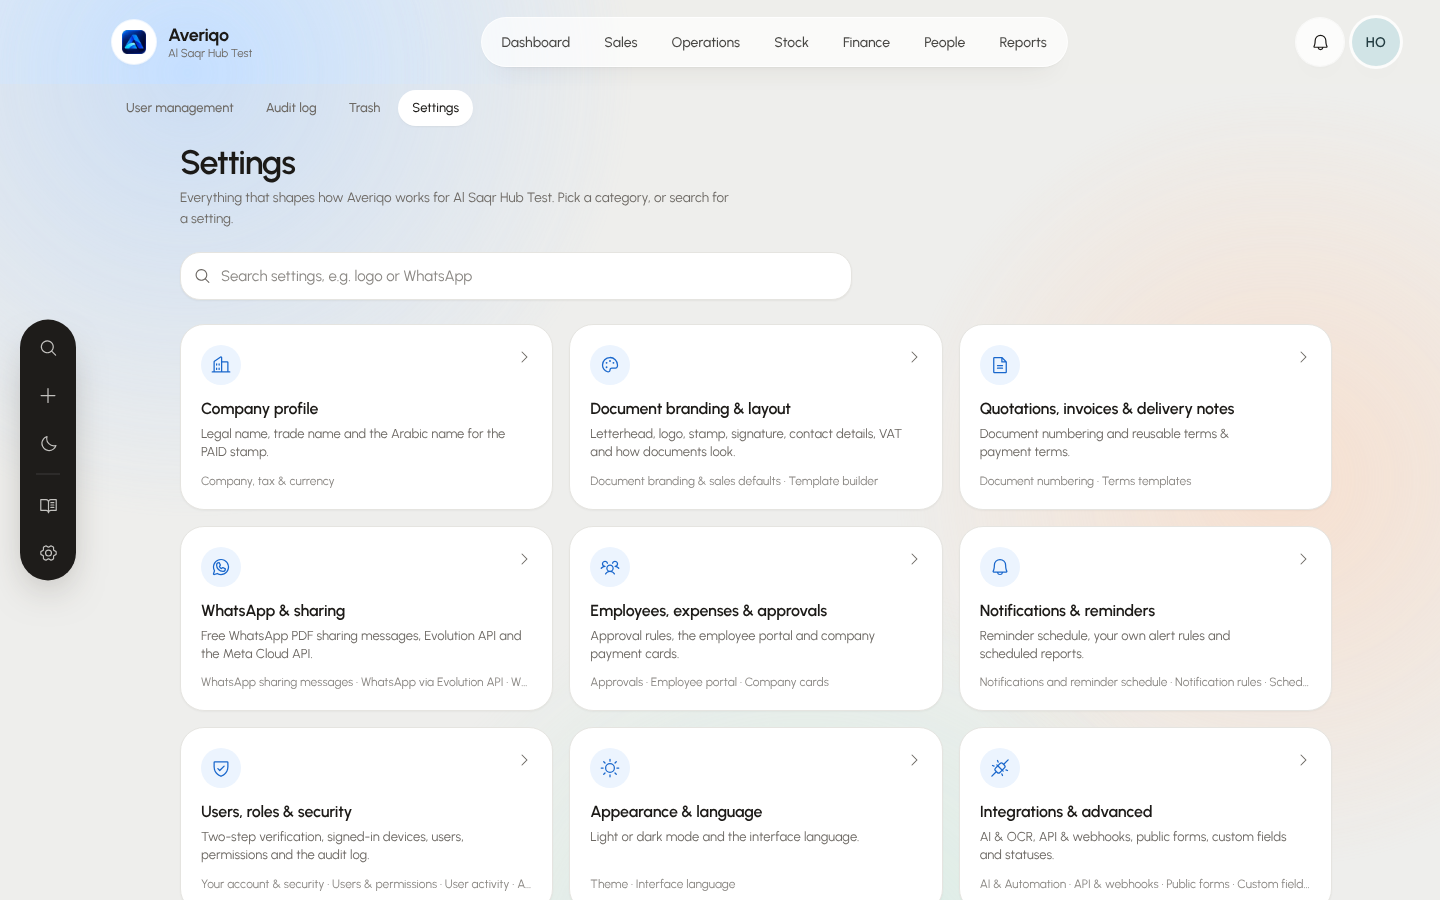 Averiqo
Al Saqr Hub Test
Dashboard
Sales
Operations
Stock
Finance
People
Reports
HO
User management
Audit log
Trash
Settings
Settings
Everything that shapes how Averiqo works for Al Saqr Hub Test. Pick a category, or search for
a setting.
Search settings, e.g. logo or WhatsApp
Company profile
Legal name, trade name and the Arabic name for the
PAID stamp.
Company, tax & currency
Document branding & layout
Letterhead, logo, stamp, signature, contact details, VAT
and how documents look.
Document branding & sales defaults · Template builder
Quotations, invoices & delivery notes
Document numbering and reusable terms &
payment terms.
Document numbering · Terms templates
WhatsApp & sharing
Free WhatsApp PDF sharing messages, Evolution API and
the Meta Cloud API.
WhatsApp sharing messages · WhatsApp via Evolution API · W...
Employees, expenses & approvals
Approval rules, the employee portal and company
payment cards.
Approvals · Employee portal · Company cards
Notifications & reminders
Reminder schedule, your own alert rules and
scheduled reports.
Notifications and reminder schedule · Notification rules · Sched...
Users, roles & security
Two-step verification, signed-in devices, users,
permissions and the audit log.
Your account & security · Users & permissions · User activity · A...
Appearance & language
Light or dark mode and the interface language.
Theme · Interface language
Integrations & advanced
AI & OCR, API & webhooks, public forms, custom fields
and statuses.
AI & Automation · API & webhooks · Public forms · Custom field...